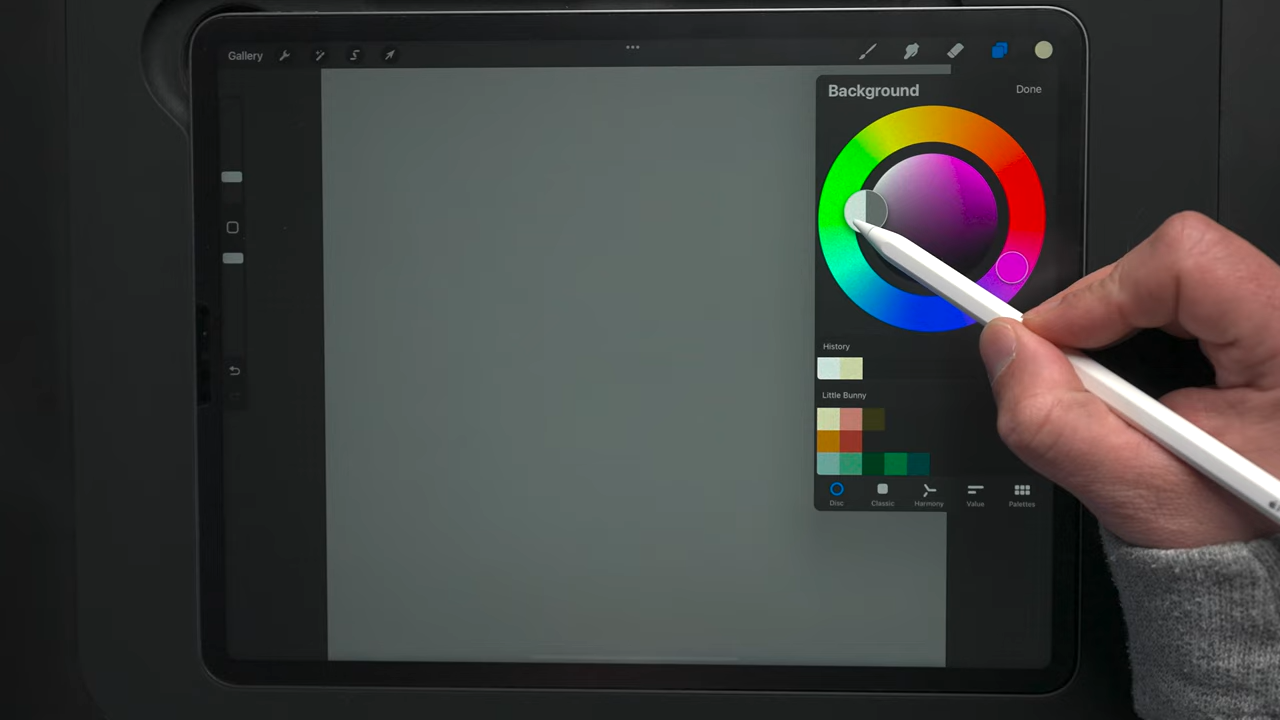 Gallery
Background
Done
History
Little Bunny
Disc
Classic
Harmony
Value
Palettes